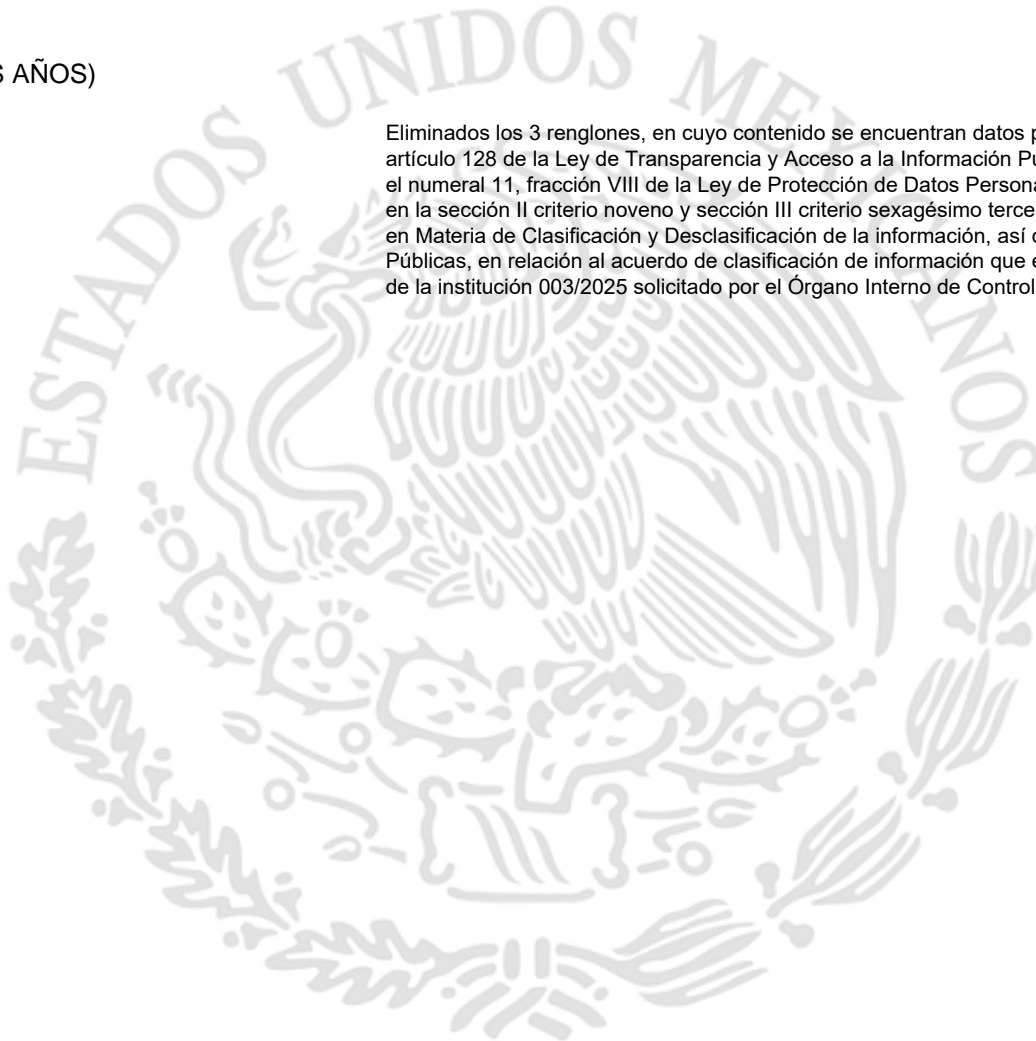 S AÑOS)
ESTADOS UNIDOS MEXICANOS
Eliminados los 3 renglones, en cuyo contenido se encuentran datos p
artículo 128 de la Ley de Transparencia y Acceso a la Información Pu
el numeral 11, fracción VIII de la Ley de Protección de Datos Persona
en la sección II criterio noveno y sección III criterio sexagésimo terce
en Materia de Clasificación y Desclasificación de la información, así c
Públicas, en relación al acuerdo de clasificación de información que e
de la institución 003/2025 solicitado por el Órgano Interno de Control